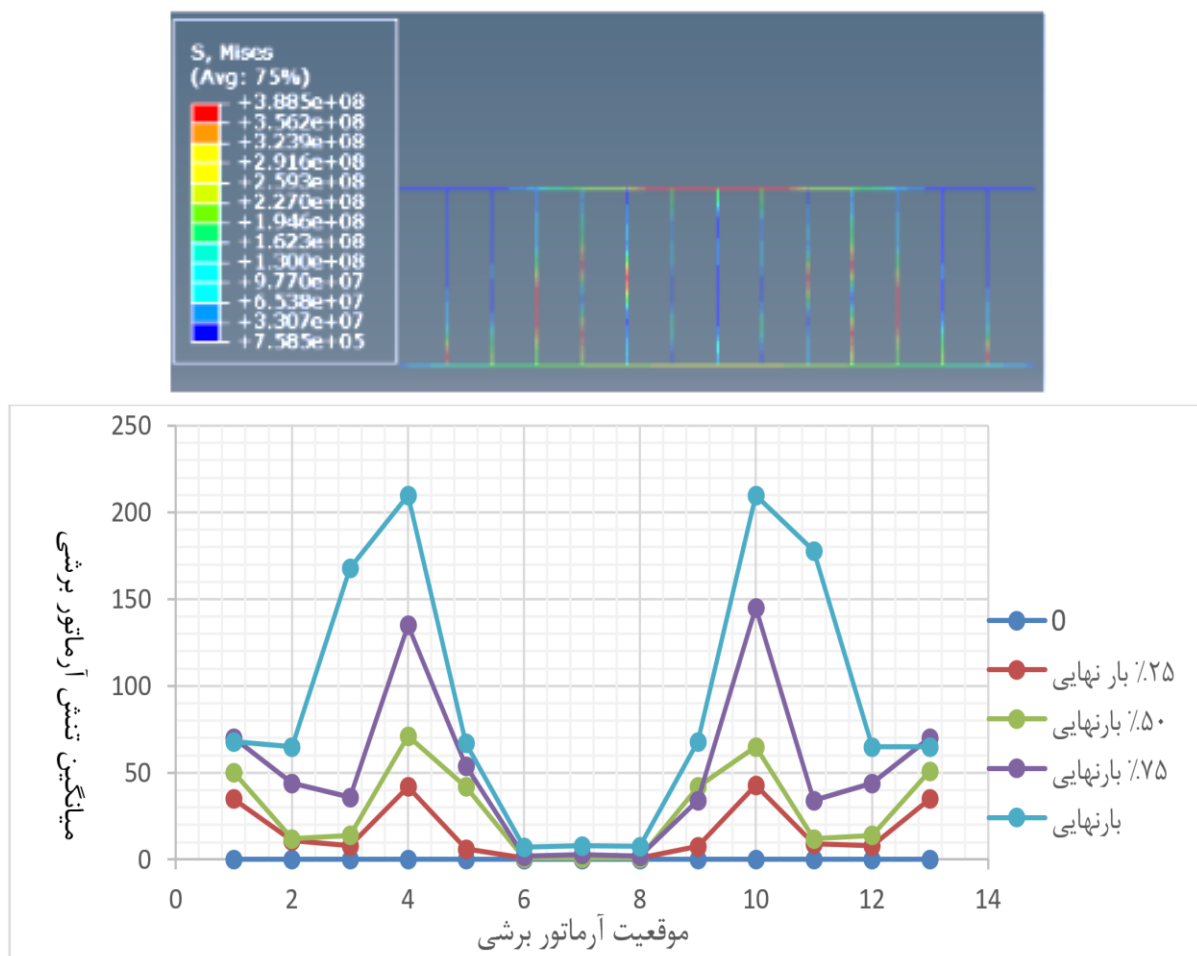 S, Mises
(Avg: 75%)
+3.885e+08
+3.562e+08
+3.239e+08
+2.916e+08
+2.593e+08
+2.270e+08
+1.946e+08
+1.623e+08
+1.300e+08
+9.770e+07
+6.538e+07
+3.307e+07
+7.585e+05
250
200
150
100
50
0
0 2 4 6 8 10 12 14
میانگین تنش آرماتور برشی
موقعیت آرماتور برشی
0
۲۵٪ بار نهایی
۵۰٪ بارنهایی
۷۵٪ بارنهایی
بارنهایی